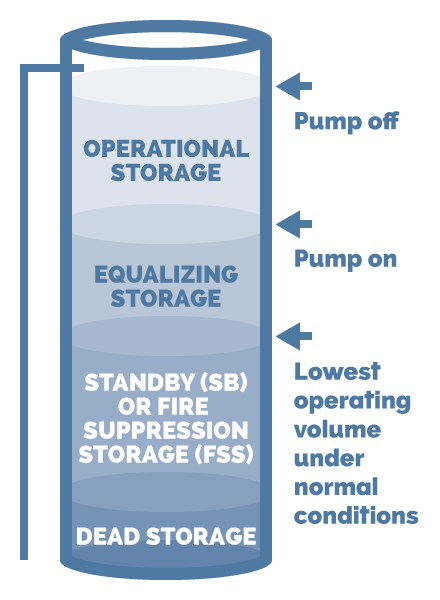 Pump off
OPERATIONAL
STORAGE
Pump on
EQUALIZING
STORAGE
Lowest
operating
volume
under
normal
conditions
STANDBY (SB)
OR FIRE
SUPPRESSION
STORAGE (FSS)
DEAD STORAGE